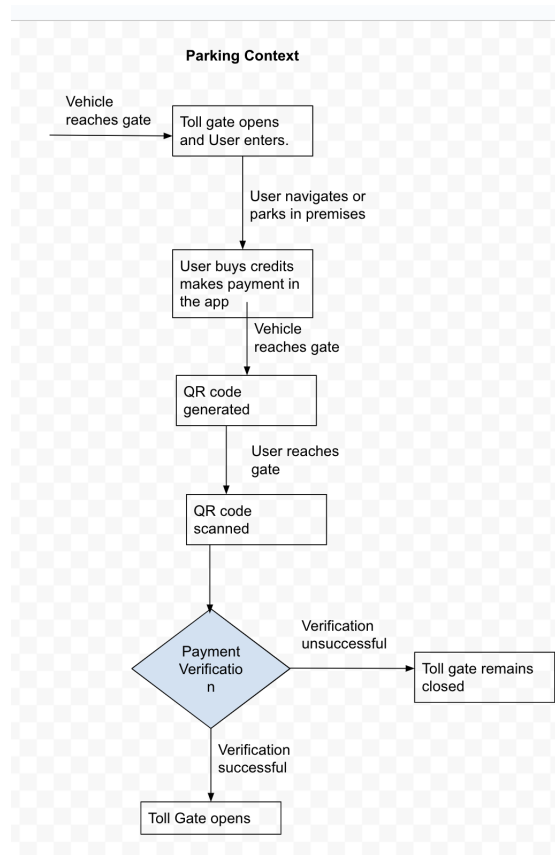 Parking Context
Vehicle
reaches gate
Toll gate opens
and User enters.
User navigates or
parks in premises
User buys credits
makes payment in
the app
Vehicle
reaches gate
QR code
generated
User reaches
gate
QR code
scanned
Payment
Verificatio
n
Verification
unsuccessful
Toll gate remains
closed
Verification
successful
Toll Gate opens